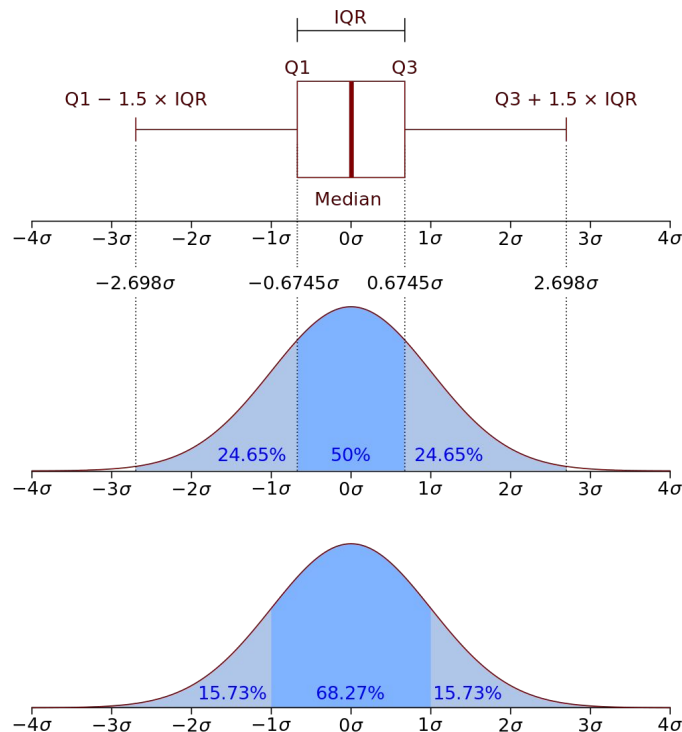 IQR
Q1 Q3
Q1 − 1.5 × IQR Q3 + 1.5 × IQR
Median
−4σ −3σ −2σ −1σ 0σ 1σ 2σ 3σ 4σ
−2.698σ −0.6745σ 0.6745σ 2.698σ
24.65% 50% 24.65%
−4σ −3σ −2σ −1σ 0σ 1σ 2σ 3σ 4σ
15.73% 68.27% 15.73%
−4σ −3σ −2σ −1σ 0σ 1σ 2σ 3σ 4σ